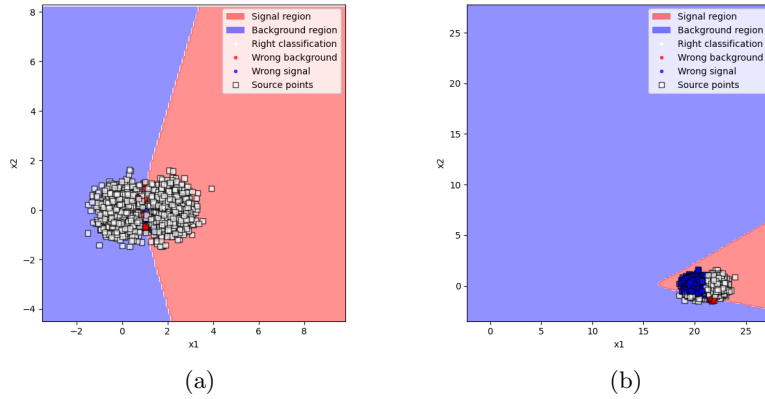 8
6
4
2
0
−2
−4
−2
0
2
4
6
8
x1
x2
Signal region
Background region
Right classification
Wrong background
Wrong signal
Source points
(a)
25
20
15
10
5
0
0
5
10
15
20
25
x1
x2
Signal region
Background region
Right classification
Wrong background
Wrong signal
Source points
(b)